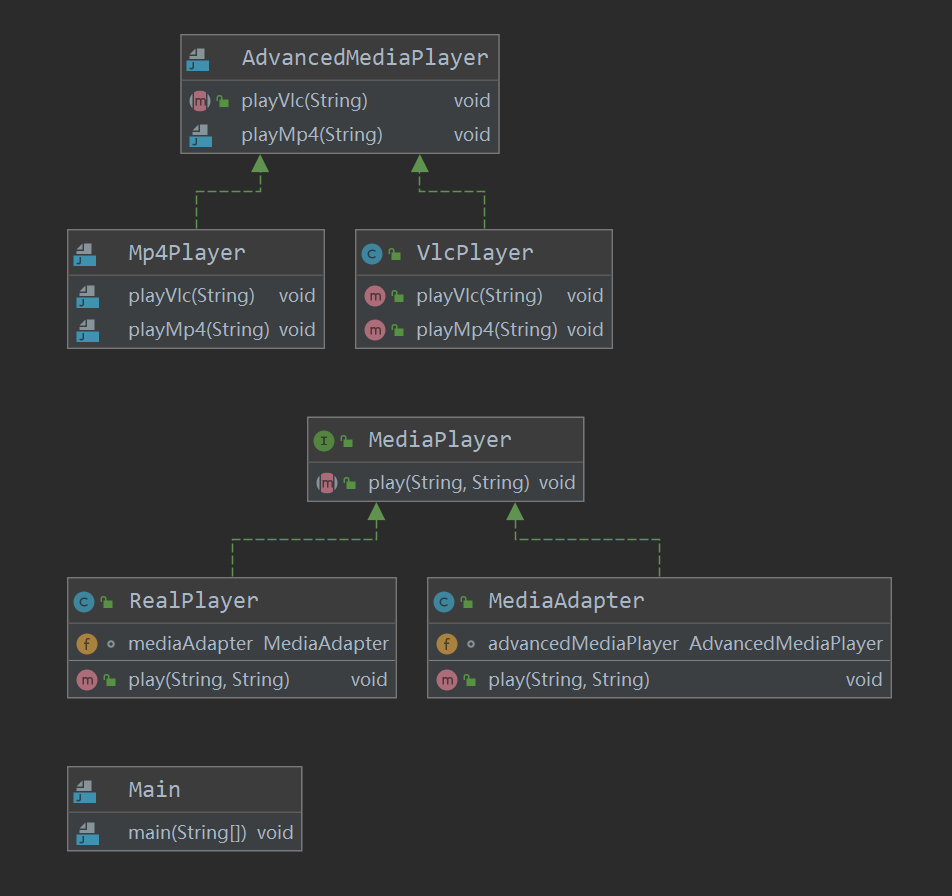 AdvancedMediaPlayer
playVlc(String) void
playMp4(String) void
Mp4Player
playVlc(String) void
playMp4(String) void
VlcPlayer
playVlc(String) void
playMp4(String) void
MediaPlayer
play(String, String) void
RealPlayer
mediaAdapter MediaAdapter
play(String, String) void
MediaAdapter
advancedMediaPlayer AdvancedMediaPlayer
play(String, String) void
Main
main(String[]) void